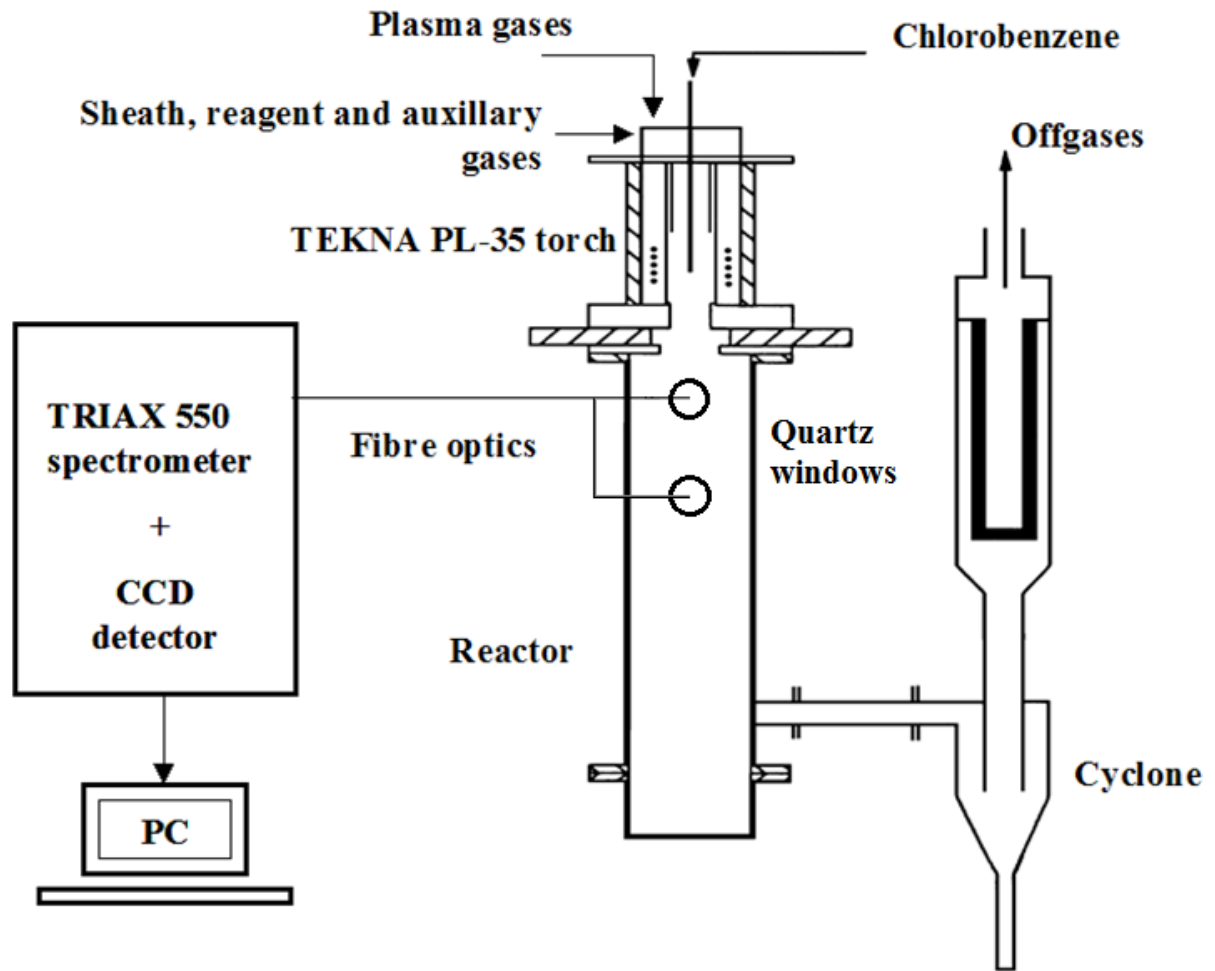 Plasma gases
Chlorobenzene
Sheath, reagent and auxillary
gases
Offgases
TEKNA PL-35 torch
TRIAX 550
spectrometer
+
CCD
detector
Fibre optics
Quartz
windows
Reactor
Cyclone
PC